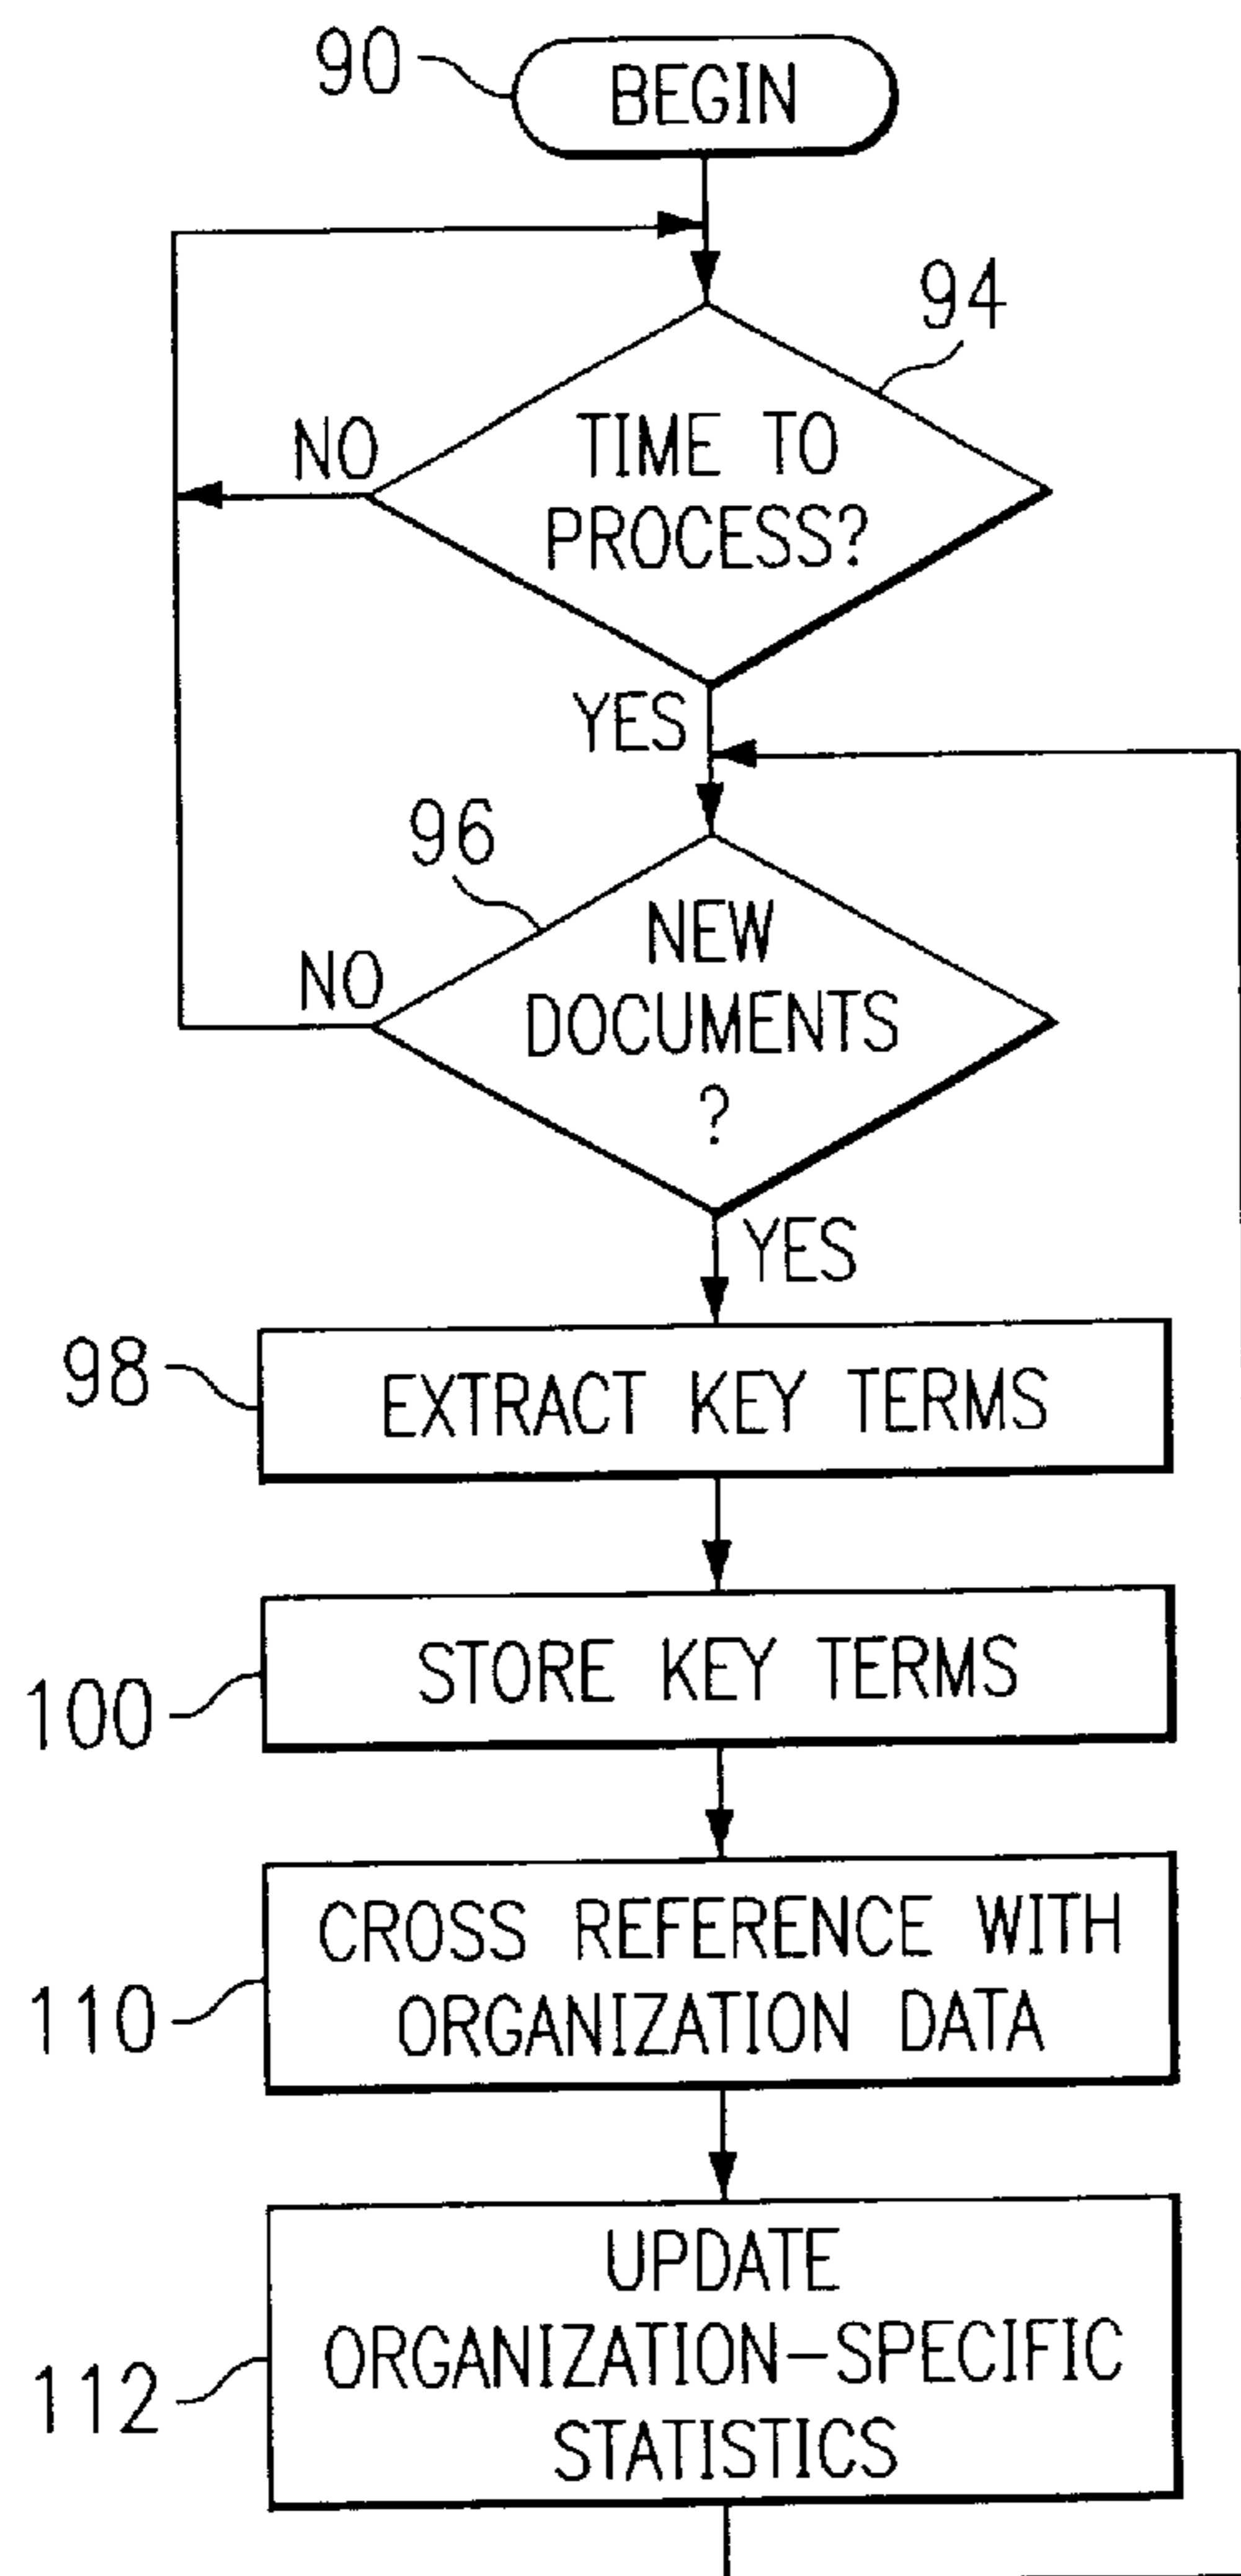 90
BEGIN
94
TIME TO
PROCESS?
NO
YES
96
NEW
DOCUMENTS
?
NO
YES
98
EXTRACT KEY TERMS
100
STORE KEY TERMS
110
CROSS REFERENCE WITH
ORGANIZATION DATA
112
UPDATE
ORGANIZATION-SPECIFIC
STATISTICS